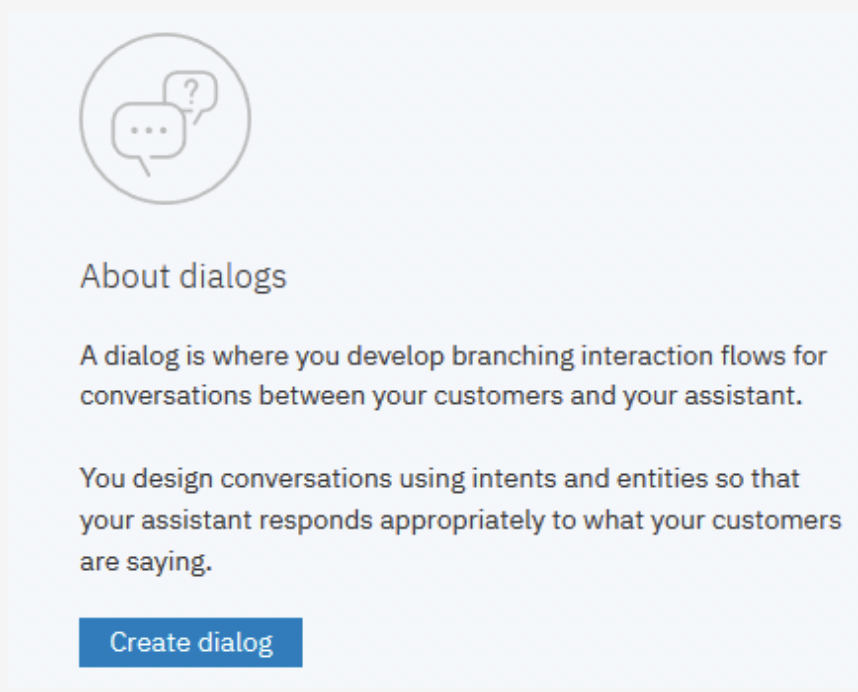 ?
About dialogs
A dialog is where you develop branching interaction flows for
conversations between your customers and your assistant.
You design conversations using intents and entities so that
your assistant responds appropriately to what your customers
are saying.
Create dialog